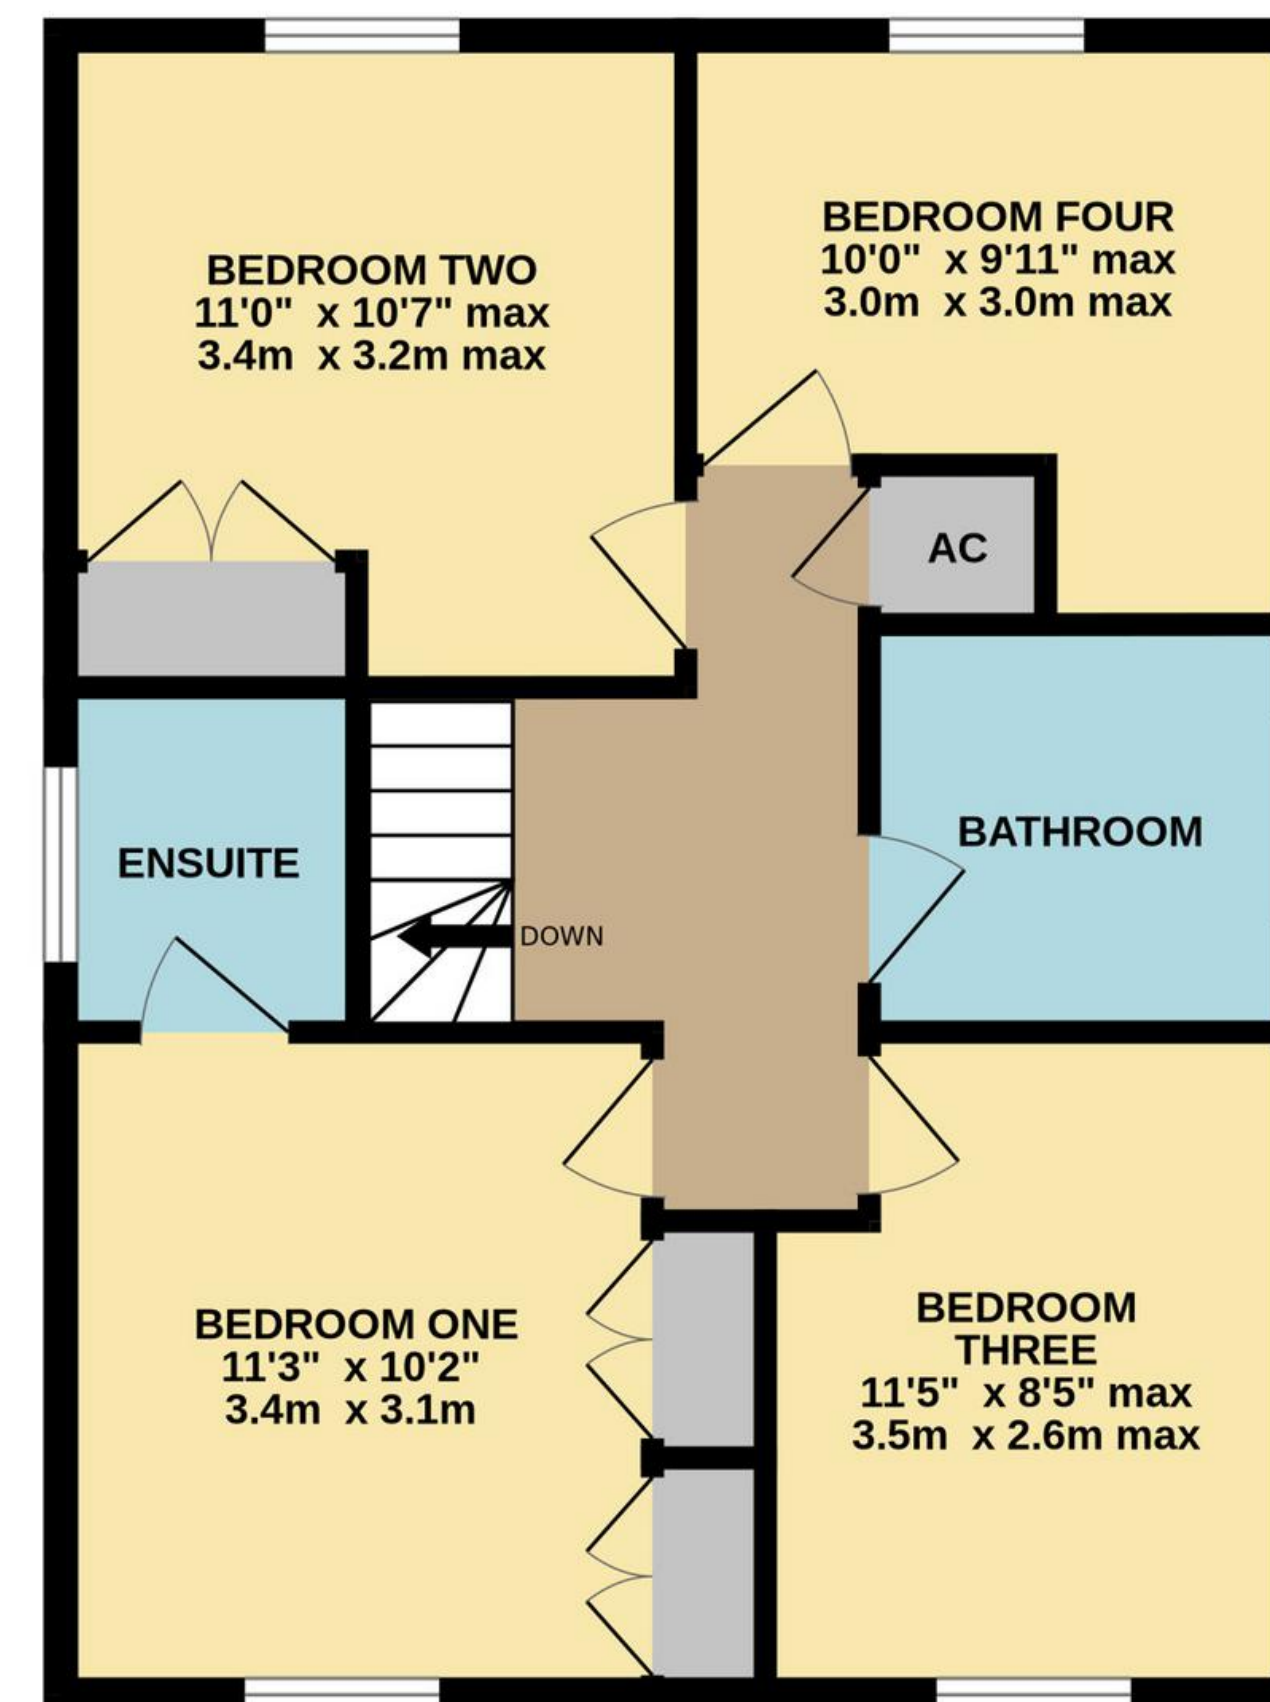 BEDROOM TWO
11'0" x 10'7" max
3.4m x 3.2m max
BEDROOM FOUR
10'0" x 9'11" max
3.0m x 3.0m max
AC
ENSUITE
DOWN
BATHROOM
BEDROOM ONE
11'3" x 10'2"
3.4m x 3.1m
BEDROOM
THREE
11'5" x 8'5" max
3.5m x 2.6m max